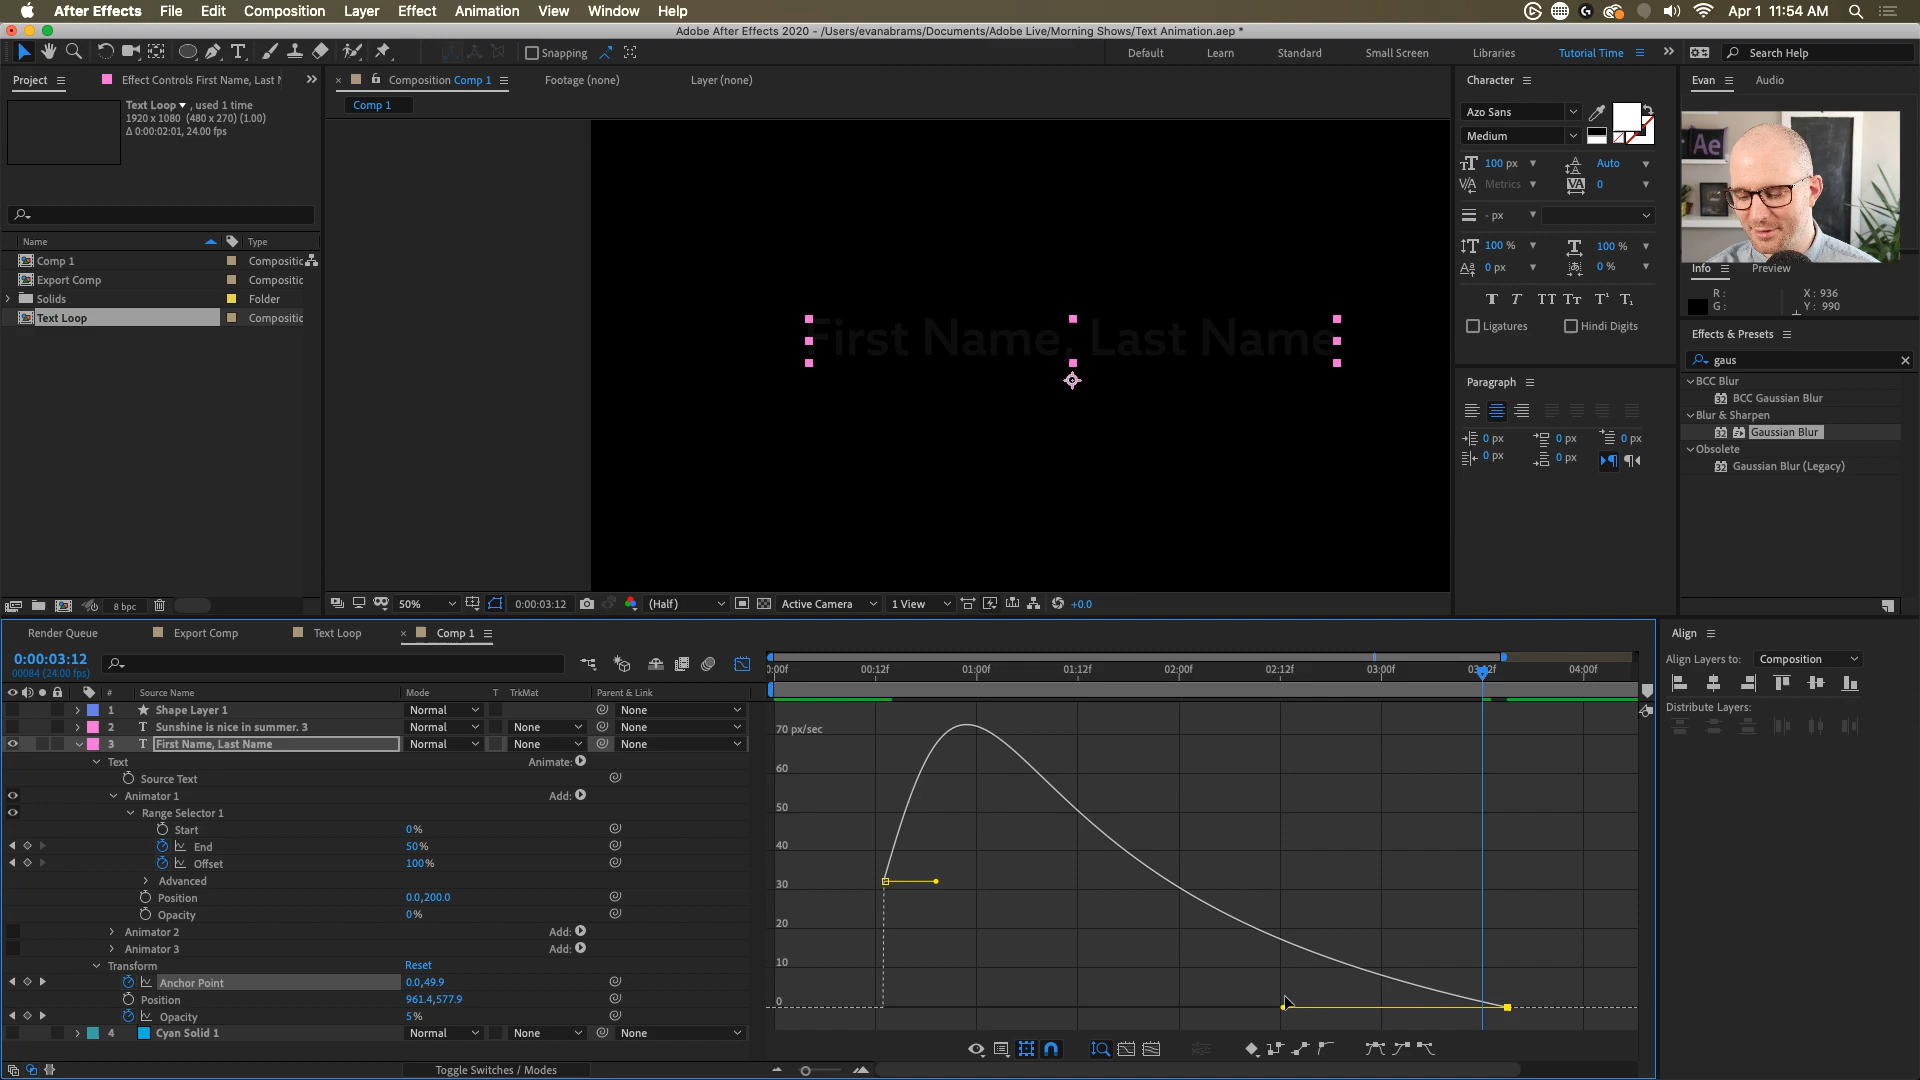 After Effects File Edit Composition Layer Effect Animation View Window Help
Apr 1 11:54 AM
Adobe After Effects 2020 - /Users/evanabrams/Documents/Adobe Live/Morning Shows/Text Animation.aep *
Snapping
Default Learn Standard Small Screen Libraries Tutorial Time
Search Help
Project
Effect Controls First Name, Last
Composition Comp 1
Footage (none)
Layer (none)
Comp 1
Text Loop , used 1 time
1920 x 1080 (480 x 270) (1.00)
Δ 0:00:02:01, 24.00 fps
Name Type
Comp 1 Compositic
Export Comp Compositic
Solids Folder
Text Loop Compositic
8 bpc
First Name, Last Name
50% 0:00:03:12 (Half) Active Camera 1 View +0.0
Character
Azo Sans
Medium
100 px Auto
Metrics 0
- px
100 % 100 %
0 px 0 %
T T TT Tr T¹ T₁
Ligatures Hindi Digits
Paragraph
0 px 0 px 0 px
0 px 0 px
Evan Audio
Ae
Info Preview
R: X: 936
G: Y: 990
Effects & Presets
gaus
BCC Blur
BCC Gaussian Blur
Blur & Sharpen
Gaussian Blur
Obsolete
Gaussian Blur (Legacy)
Render Queue Export Comp Text Loop Comp 1
0:00:03:12
00084 (24.00 fps)
# Source Name Mode T TrkMat Parent & Link
1 Shape Layer 1 Normal None
2 Sunshine is nice in summer. 3 Normal None None
3 First Name, Last Name Normal None None
Text Animate:
Source Text
Animator 1 Add:
Range Selector 1
Start 0%
End 50%
Offset 100%
Advanced
Position 0.0,200.0
Opacity 0%
Animator 2 Add:
Animator 3 Add:
Transform Reset
Anchor Point 0.0,49.9
Position 961.4,577.9
Opacity 5%
4 Cyan Solid 1 Normal None None
Toggle Switches / Modes
:00f 00:12f 01:00f 01:12f 02:00f 02:12f 03:00f 03:12f 04:00f
70 px/sec
60
50
40
30
20
10
0
Align
Align Layers to: Composition
Distribute Layers: